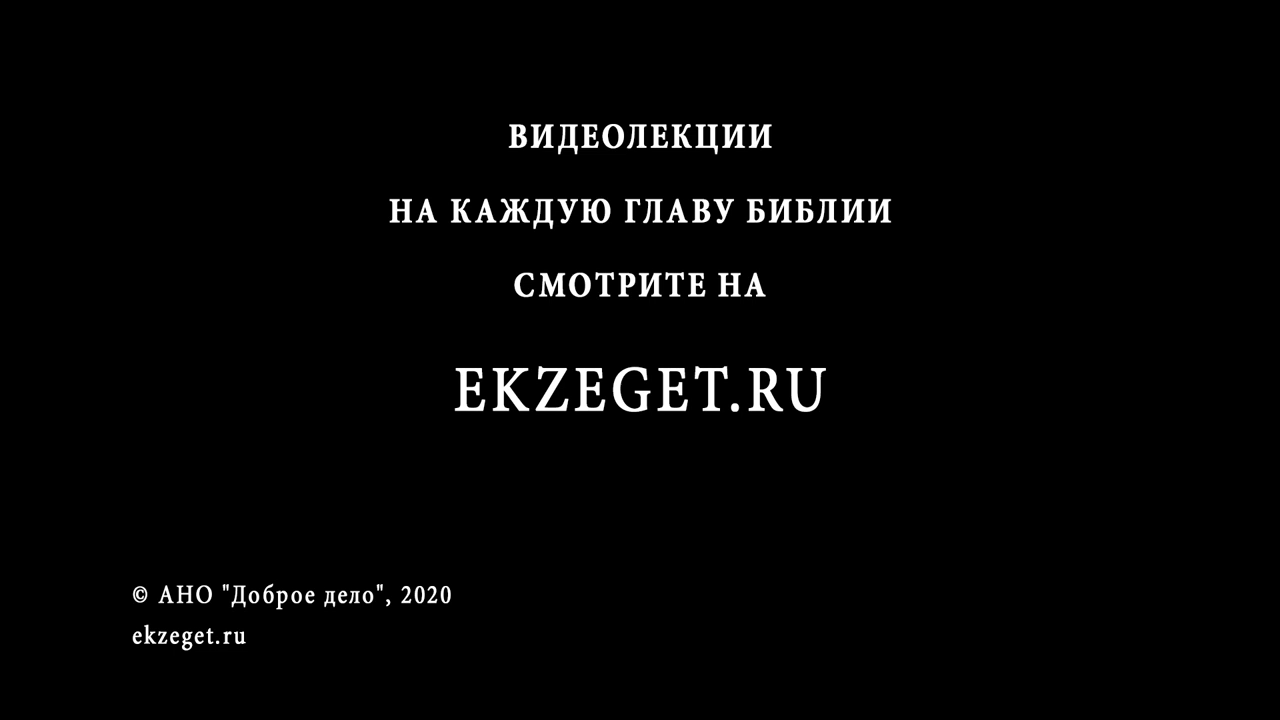 ВИДЕОЛЕКЦИИ
НА КАЖДУЮ ГЛАВУ БИБЛИИ
СМОТРИТЕ НА
EKZEGET.RU
© АНО "Доброе дело", 2020
ekzeget.ru